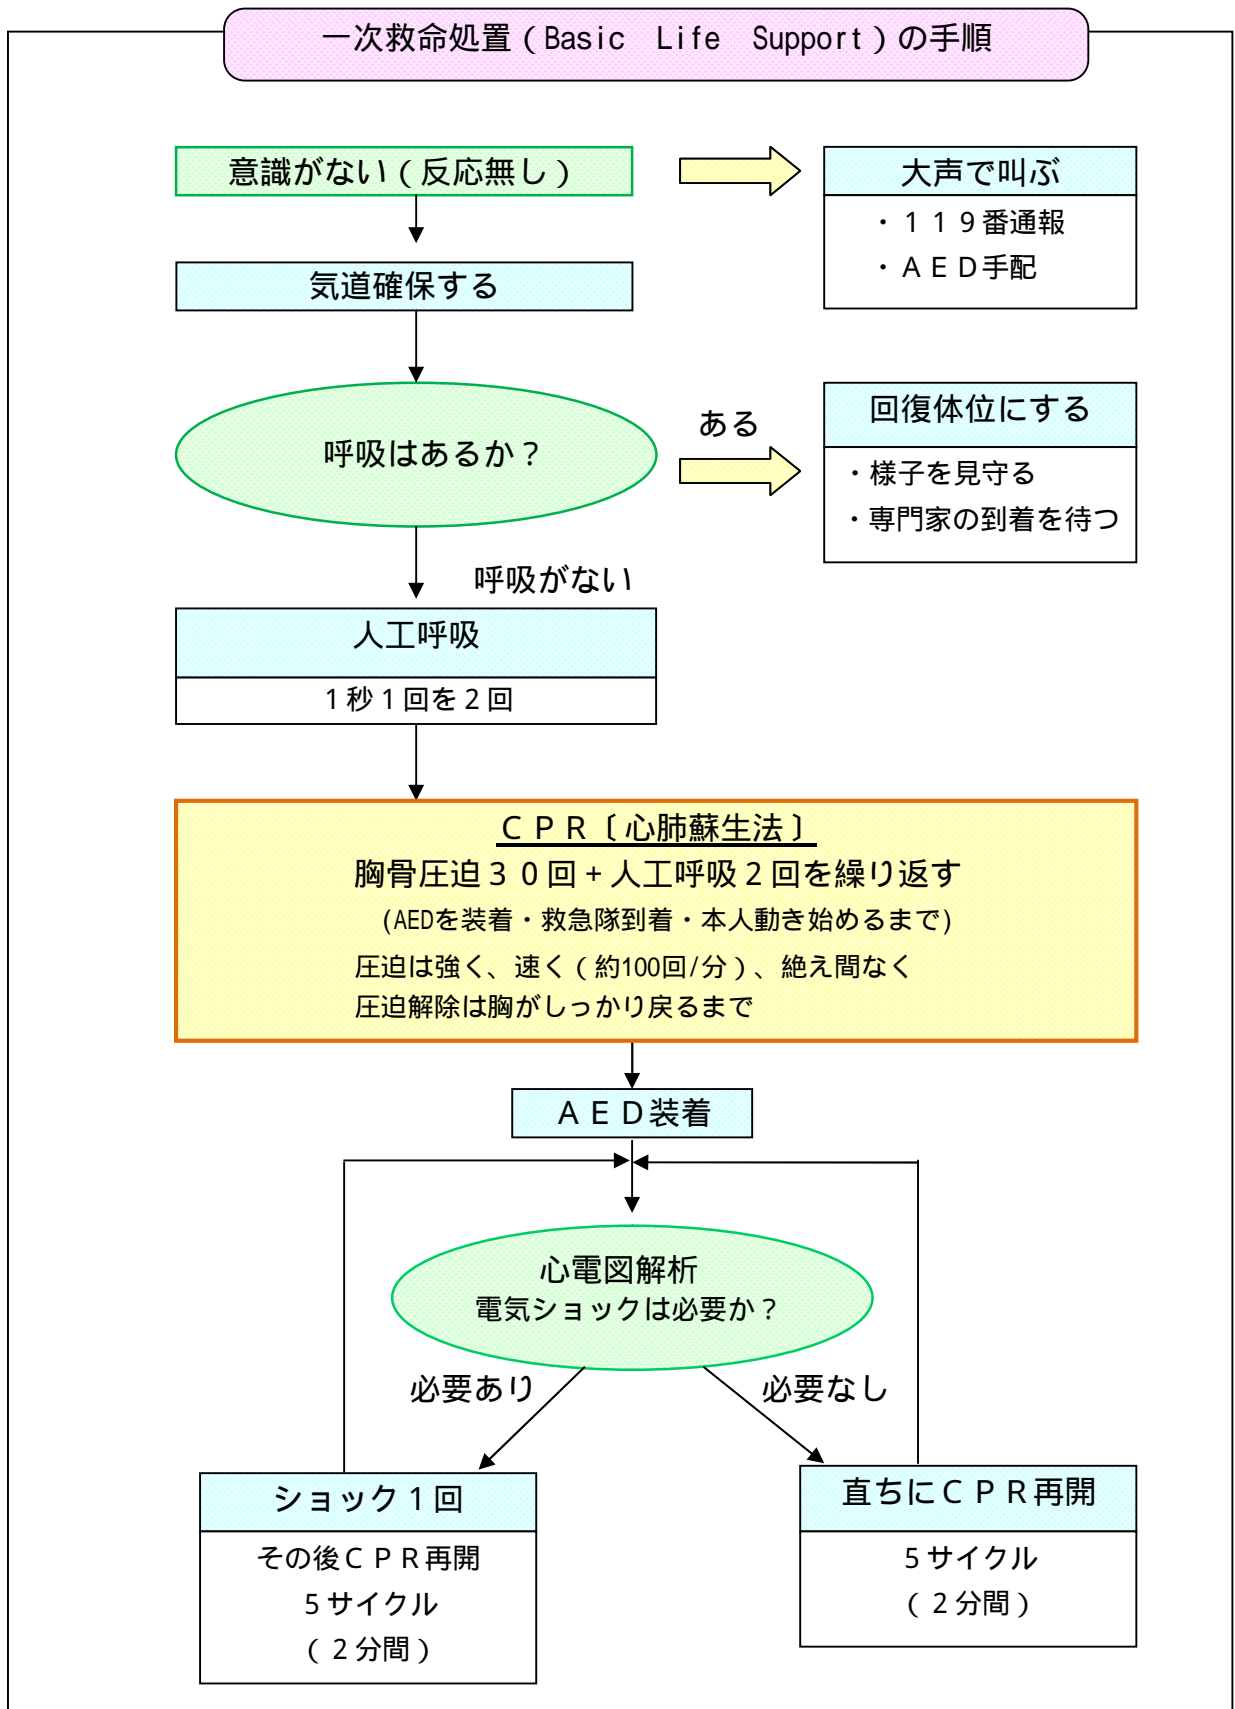 一次救命処置（Basic　Life　Support）の手順
意識がない（反応無し）
大声で叫ぶ
・１１９番通報
・ＡＥＤ手配
気道確保する
呼吸はあるか？
ある
回復体位にする
・様子を見守る
・専門家の到着を待つ
呼吸がない
人工呼吸
1秒1回を2回
ＣＰＲ〔心肺蘇生法〕
胸骨圧迫３０回+人工呼吸2回を繰り返す
(AEDを装着・救急隊到着・本人動き始めるまで)
圧迫は強く、速く（約100回/分）、絶え間なく
圧迫解除は胸がしっかり戻るまで
ＡＥＤ装着
心電図解析
電気ショックは必要か？
必要あり
必要なし
ショック1回
その後ＣＰＲ再開
5サイクル
（2分間）
直ちにＣＰＲ再開
5サイクル
（2分間）